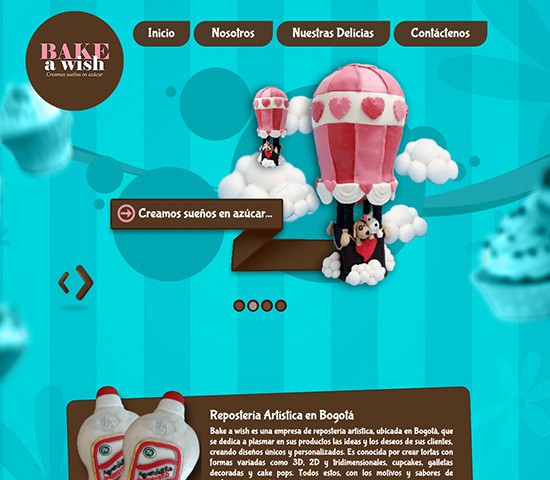 BAKE
a wish
Creamos sueños en azúcar
Inicio
Nosotros
Nuestras Delicias
Contáctenos
Creamos sueños en azúcar...
Repostería Artística en Bogotá
Bake a wish es una empresa de repostería artística, ubicada en Bogotá, que
se dedica a plasmar en sus productos las ideas y los deseos de sus clientes,
creando diseños únicos y personalizados. Es conocida por crear tortas con
formas variadas como 3D, 2D y tridimensionales, cupcakes, galletas
decoradas y cake pops. Todos estos, con los motivos y sabores de